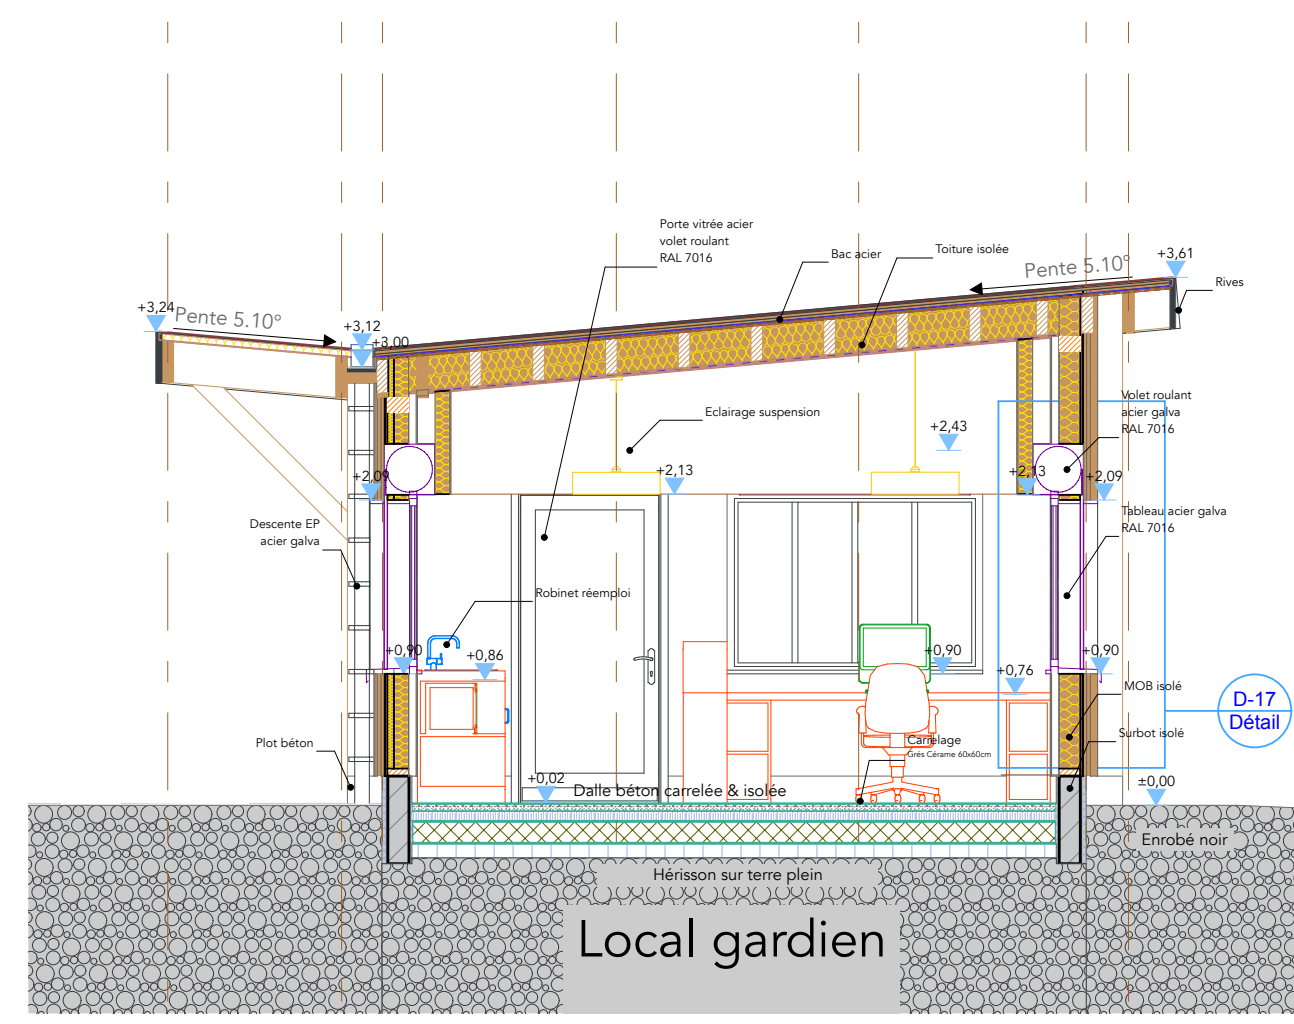 Porte vitrée acier
volet roulant
RAL 7016
Bac acier
Toiture isolée
Pente 5.10°
+3,61
Rives
+3,24
Pente 5.10°
+3,12
+3,00
Eclairage suspension
+2,43
Volet roulant
acier galva
RAL 7016
+2,09
+2,13
+2,13
+2,09
Descente EP
acier galva
Tableau acier galva
RAL 7016
Robinet réemploi
+0,90
+0,86
+0,90
+0,76
+0,90
MOB isolé
D-17
Détail
Plot béton
Carrelage
Grés Cérame 60x60cm
Surbot isolé
+0,02
Dalle béton carrelée & isolée
±0,00
Enrobé noir
Hérisson sur terre plein
Local gardien